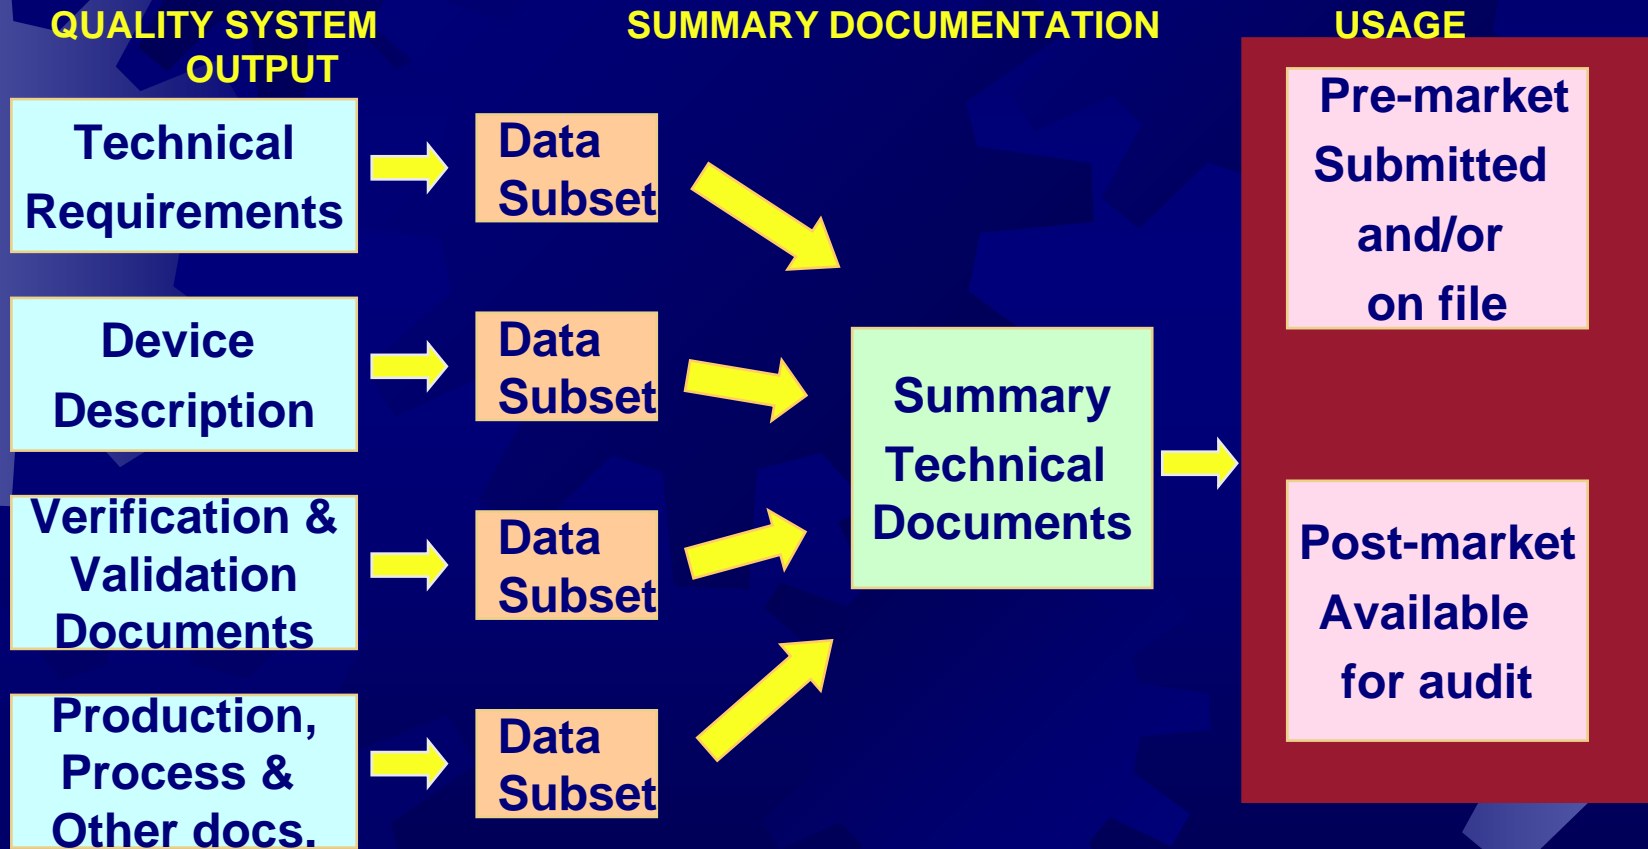 QUALITY SYSTEM
OUTPUT
SUMMARY DOCUMENTATION
USAGE
Technical
Requirements
Data
Subset
Device
Description
Data
Subset
Verification &
Validation
Documents
Data
Subset
Production,
Process &
Other docs.
Data
Subset
Summary
Technical
Documents
Pre-market
Submitted
and/or
on file
Post-market
Available
for audit